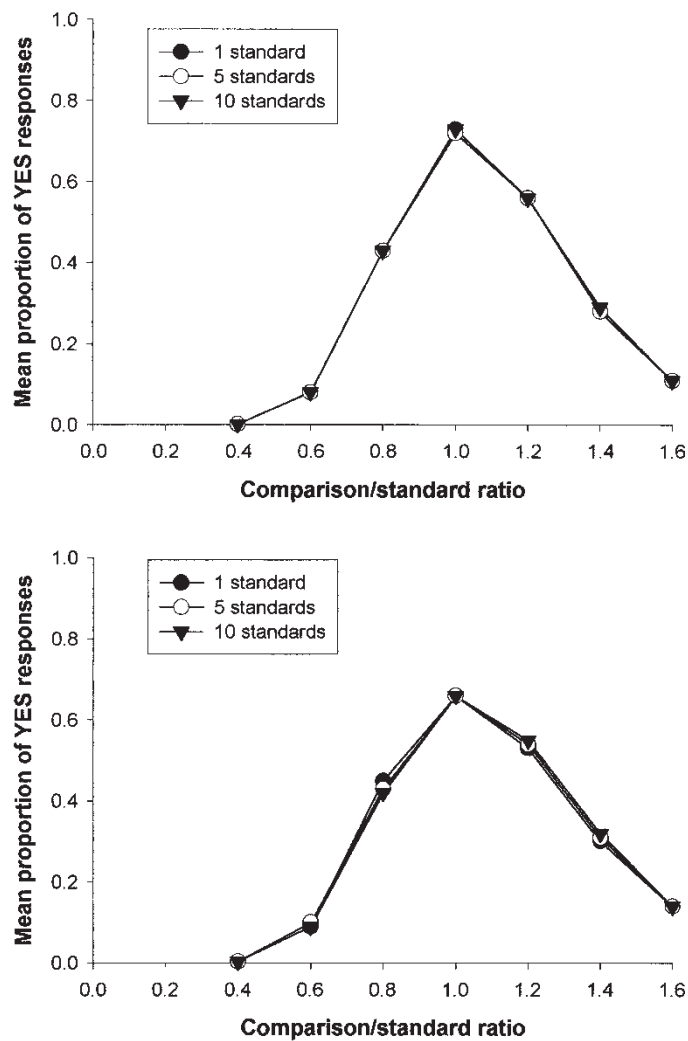 1.0
0.8
0.6
0.4
0.2
0.0
Mean proportion of YES responses
1 standard
5 standards
10 standards
0.0 0.2 0.4 0.6 0.8 1.0 1.2 1.4 1.6
Comparison/standard ratio
1.0
0.8
0.6
0.4
0.2
0.0
Mean proportion of YES responses
1 standard
5 standards
10 standards
0.0 0.2 0.4 0.6 0.8 1.0 1.2 1.4 1.6
Comparison/standard ratio